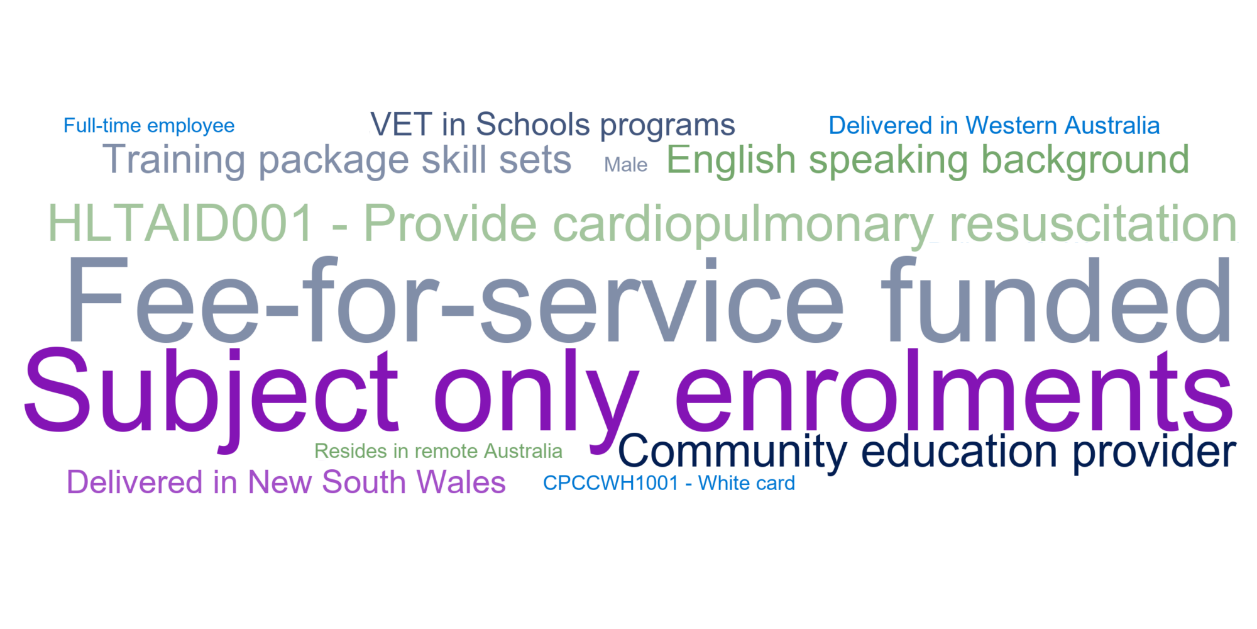 Full-time employee
VET in Schools programs
Delivered in Western Australia
Training package skill sets
Male
English speaking background
HLTAID001 - Provide cardiopulmonary resuscitation
Fee-for-service funded
Subject only enrolments
Resides in remote Australia
Community education provider
Delivered in New South Wales
CPCCWH1001 - White card